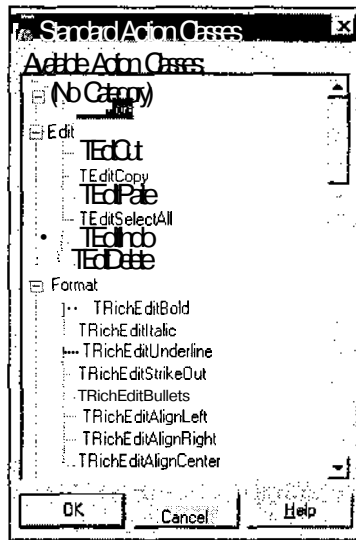 Standard Action Classes
Available Action Classes:
(No Category)
Edit
TEditCut
TEditCopy
TEditPaste
TEditSelectAll
TEditUndo
TEditDelete
Format
TRichEditBold
TRichEditItalic
TRichEditUnderline
TRichEditStrikeOut
TRichEditBullets
TRichEditAlignLeft
TRichEditAlignRight
TRichEditAlignCenter
OK
Cancel
Help